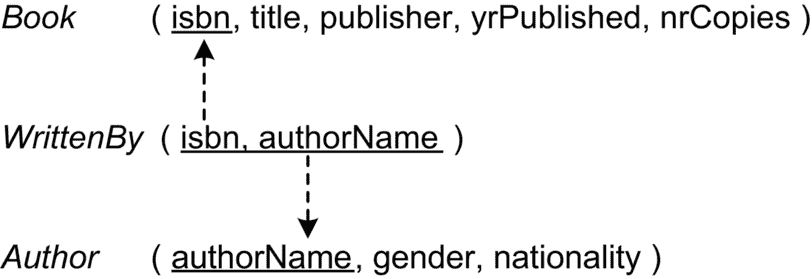 Book ( isbn, title, publisher, yrPublished, nrCopies )
WrittenBy ( isbn, authorName )
Author ( authorName, gender, nationality )